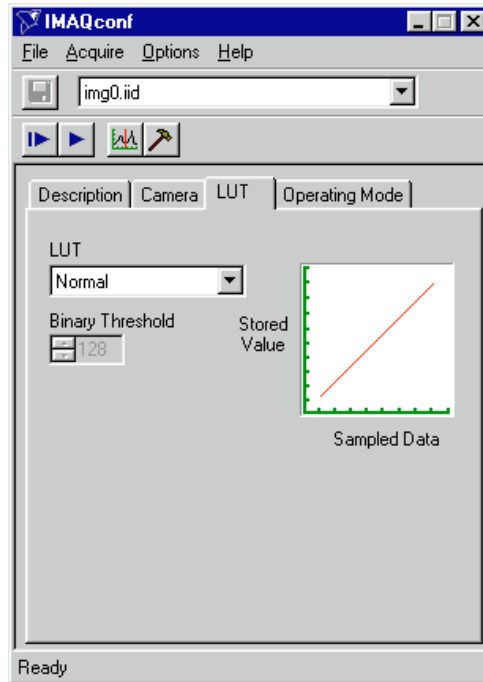 IMAQconf
File Acquire Options Help
img0.iid
Description Camera LUT Operating Mode
LUT
Normal
Binary Threshold
128
Stored
Value
Sampled Data
Ready